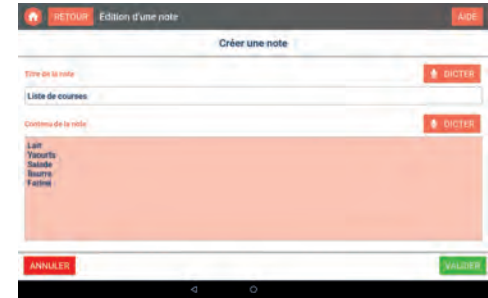 RETOUR Édition d'une note AIDE
Créer une note
Titre de la note DICTER
Liste de courses
Contenu de la note DICTER
Lait
Yaourts
Salade
Beurre
Farine
ANNULER VALIDER